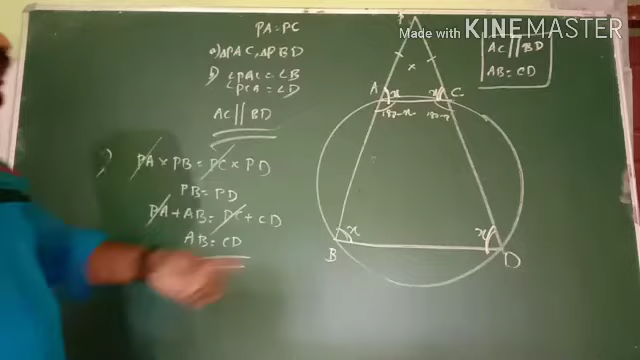 PA = PC
a) ΔPAC, ΔPBD
b) ∠PAC = ∠B
∠PCA = ∠D
AC || BD
c) PA × PB = PC × PD
PB = PD
PA + AB = PC + CD
AB = CD
P
x
A x x C
180-x 180-x
B x x D
Made with KINEMASTER
AC || BD
AB = CD